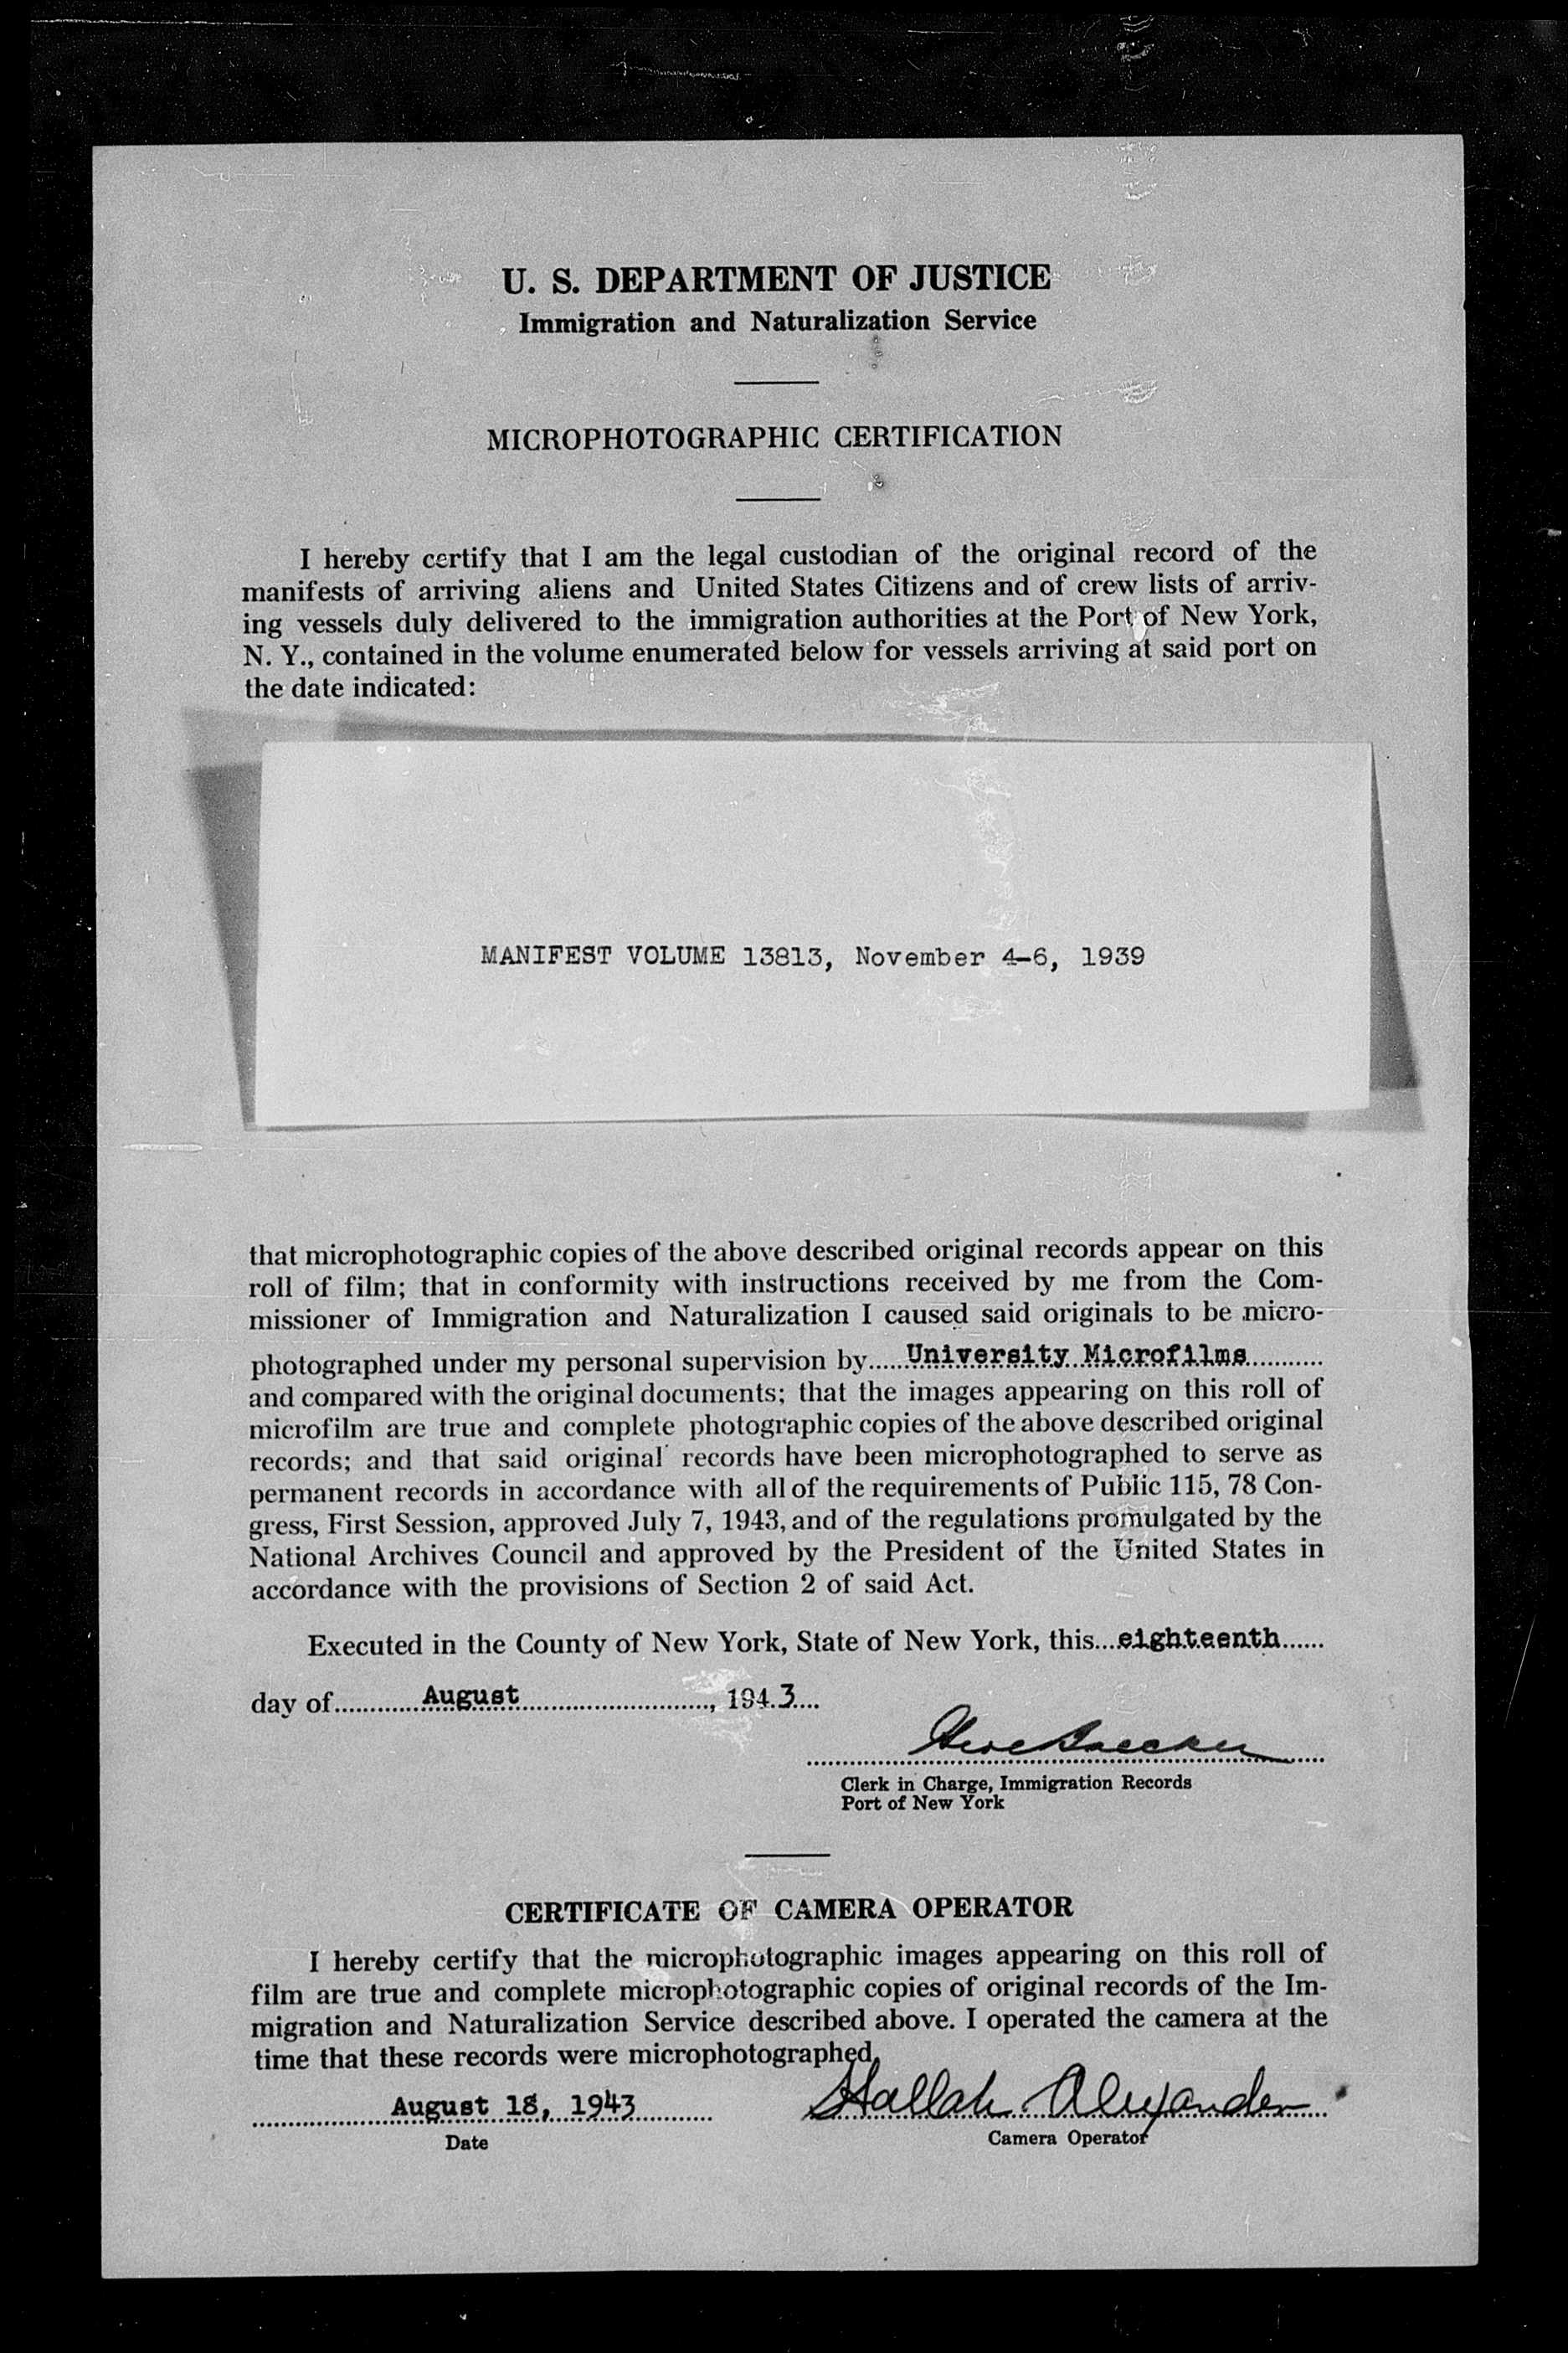 U. S. DEPARTMENT OF JUSTICE
Immigration and Naturalization Service
MICROPHOTOGRAPHIC CERTIFICATION
I hereby certify that I am the legal custodian of the original record of the
manifests of arriving aliens and United States Citizens and of crew lists of arriv-
ing vessels duly delivered to the immigration authorities at the Port of New York,
N. Y., contained in the volume enumerated below for vessels arriving at said port on
the date indicated:
MANIFEST VOLUME 13813, November 4-6, 1939
that microphotographic copies of the above described original records appear on this
roll of film; that in conformity with instructions received by me from the Com-
missioner of Immigration and Naturalization I caused said originals to be micro-
photographed under my personal supervision by.....University Microfilms...........
and compared with the original documents; that the images appearing on this roll of
microfilm are true and complete photographic copies of the above described original
records; and that said original records have been microphotographed to serve as
permanent records in accordance with all of the requirements of Public 115, 78 Con-
gress, First Session, approved July 7, 1943, and of the regulations promulgated by the
National Archives Council and approved by the President of the United States in
accordance with the provisions of Section 2 of said Act.
Executed in the County of New York, State of New York, this...eighteenth......
day of............August............................, 194.3....
Clerk in Charge, Immigration Records
Port of New York
CERTIFICATE OF CAMERA OPERATOR
I hereby certify that the microphotographic images appearing on this roll of
film are true and complete microphotographic copies of original records of the Im-
migration and Naturalization Service described above. I operated the camera at the
time that these records were microphotographed.
August 18, 1943 Alexander
Date Camera Operator